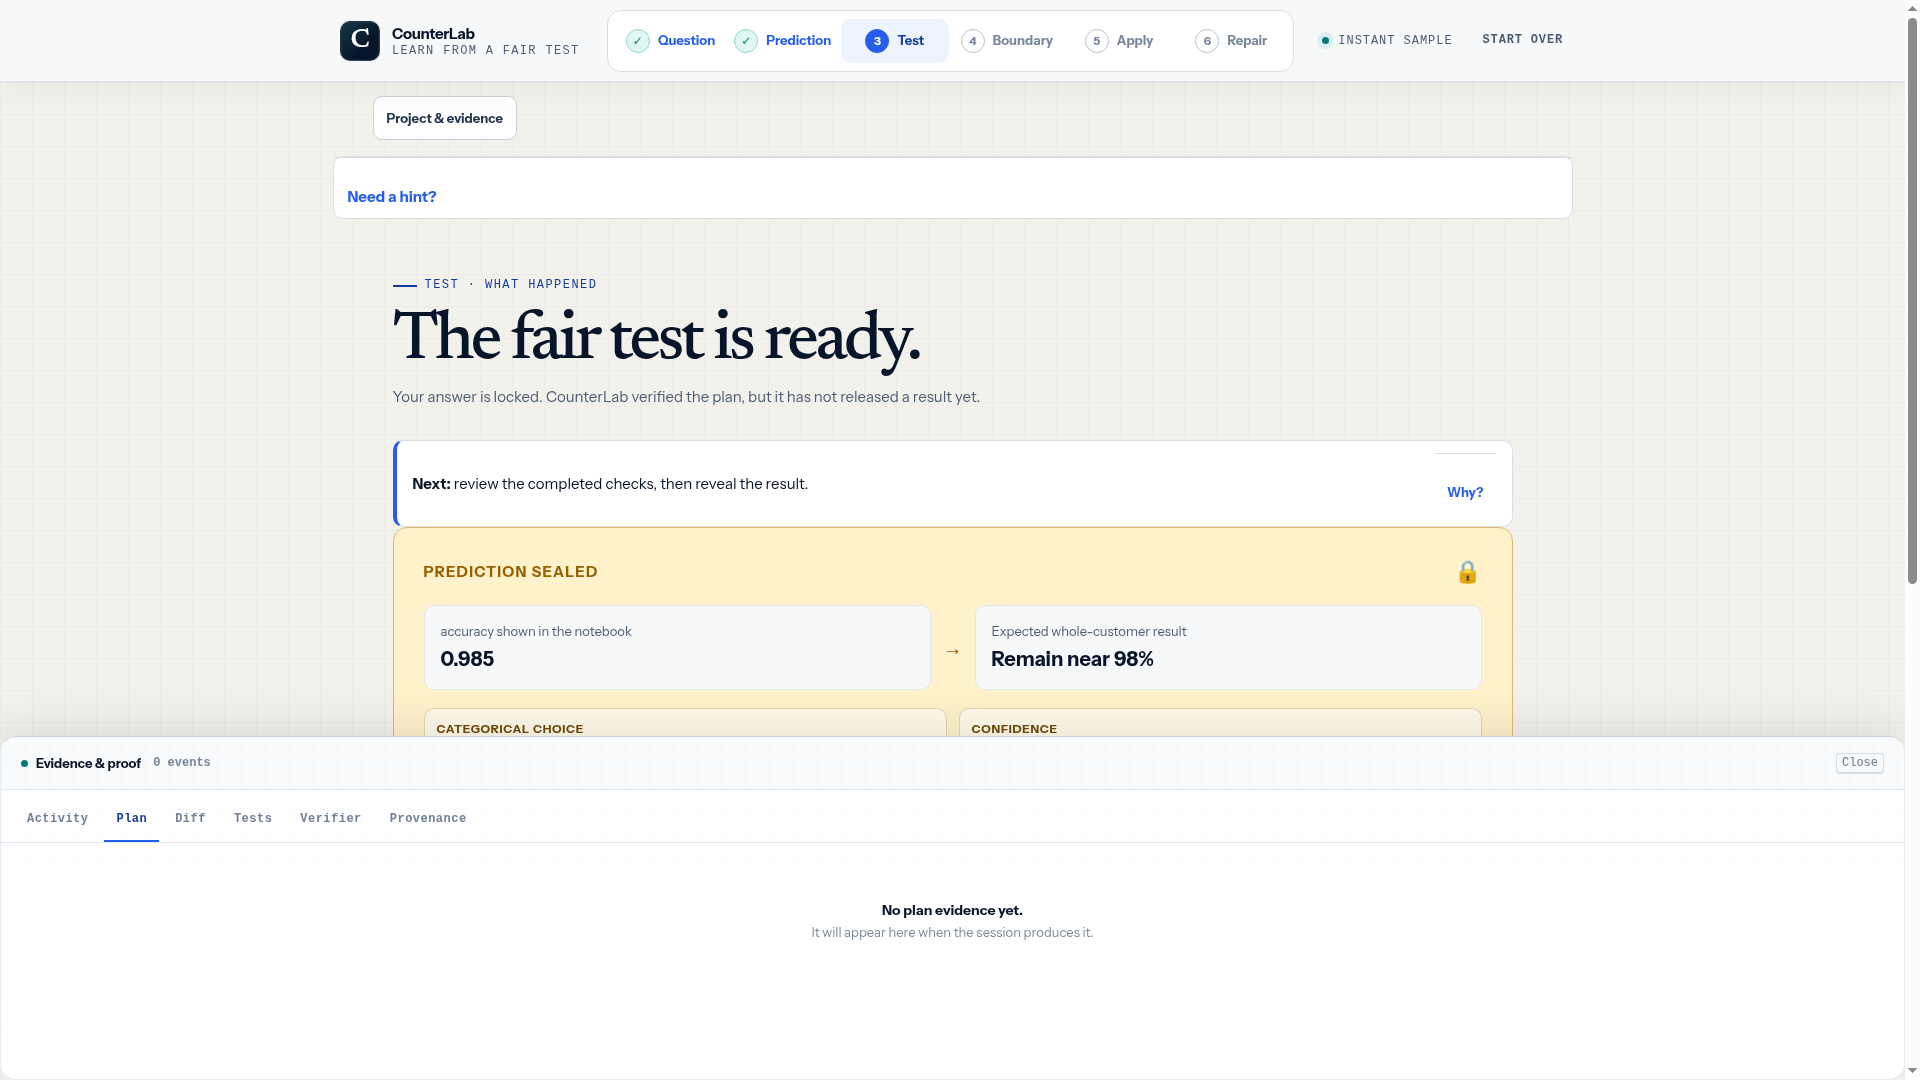 C
CounterLab
LEARN FROM A FAIR TEST
✓ Question
✓ Prediction
3 Test
4 Boundary
5 Apply
6 Repair
INSTANT SAMPLE
START OVER
Project & evidence
Need a hint?
TEST · WHAT HAPPENED
The fair test is ready.
Your answer is locked. CounterLab verified the plan, but it has not released a result yet.
Next: review the completed checks, then reveal the result.
Why?
PREDICTION SEALED
accuracy shown in the notebook
0.985
→
Expected whole-customer result
Remain near 98%
CATEGORICAL CHOICE
CONFIDENCE
Evidence & proof 0 events
Close
Activity Plan Diff Tests Verifier Provenance
No plan evidence yet.
It will appear here when the session produces it.